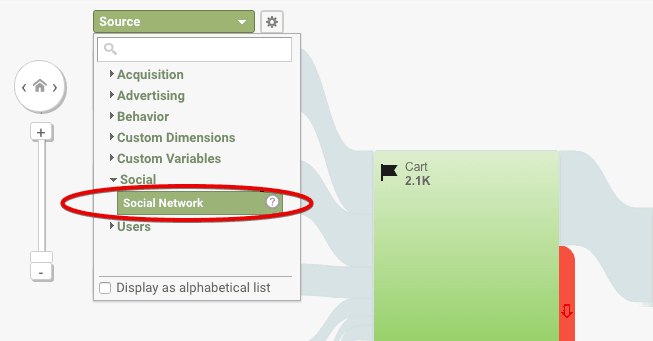 Source
Acquisition
Advertising
Behavior
Custom Dimensions
Custom Variables
Social
Social Network ?
Users
Display as alphabetical list
+
-
Cart
2.1K